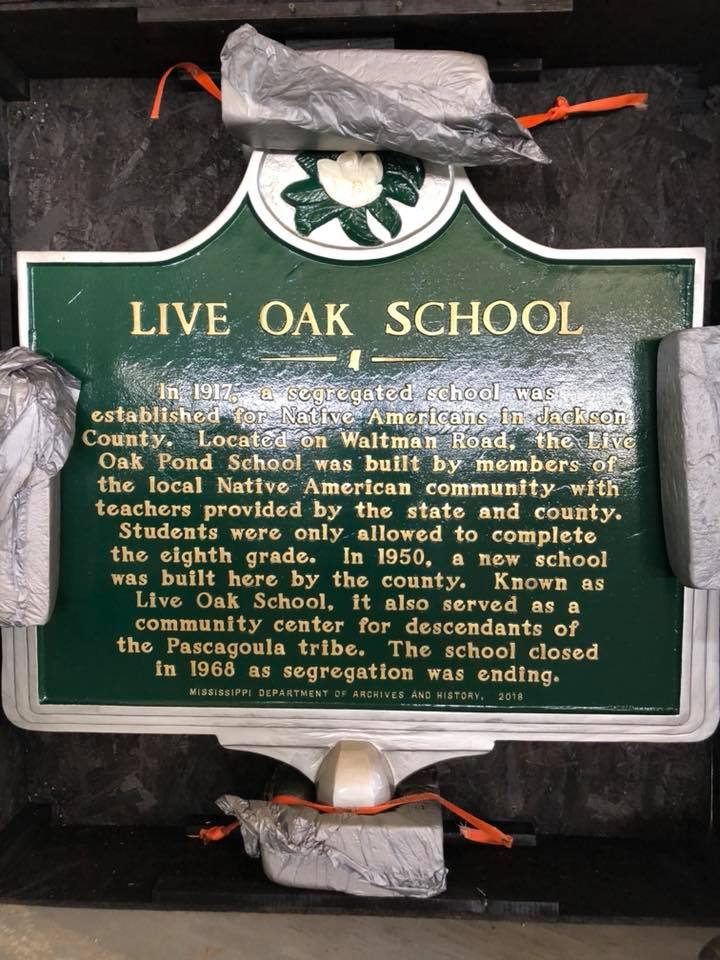 LIVE OAK SCHOOL
In 1917, a segregated school was
established for Native Americans in Jackson
County. Located on Waltman Road, the Live
Oak Pond School was built by members of
the local Native American community with
teachers provided by the state and county.
Students were only allowed to complete
the eighth grade. In 1950, a new school
was built here by the county. Known as
Live Oak School, it also served as a
community center for descendants of
the Pascagoula tribe. The school closed
in 1968 as segregation was ending.
MISSISSIPPI DEPARTMENT OF ARCHIVES AND HISTORY, 2018